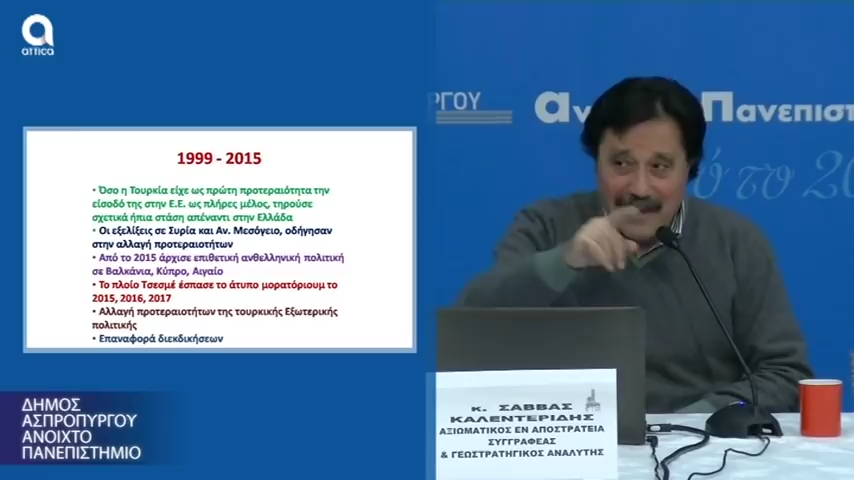 attica
1999 - 2015
• Όσο η Τουρκία είχε ως πρώτη προτεραιότητα την
είσοδό της στην Ε.Ε. ως πλήρες μέλος, τηρούσε
σχετικά ήπια στάση απέναντι στην Ελλάδα
• Οι εξελίξεις σε Συρία και Αν. Μεσόγειο, οδήγησαν
στην αλλαγή προτεραιοτήτων
• Από το 2015 άρχισε επιθετική ανθελληνική πολιτική
σε Βαλκάνια, Κύπρο, Αιγαίο
• Το πλοίο Τσεσμέ έσπασε το άτυπο μορατόριουμ το
2015, 2016, 2017
• Αλλαγή προτεραιοτήτων της τουρκικής Εξωτερικής
πολιτικής
• Επαναφορά διεκδικήσεων
ΔΗΜΟΣ
ΑΣΠΡΟΠΥΡΓΟΥ
ΑΝΟΙΧΤΟ
ΠΑΝΕΠΙΣΤΗΜΙΟ
ΡΓΟΥ
αν Πανεπιστ
ό το 20
κ. ΣΑΒΒΑΣ
ΚΑΛΕΝΤΕΡΙΔΗΣ
ΑΞΙΩΜΑΤΙΚΟΣ ΕΝ ΑΠΟΣΤΡΑΤΕΙΑ
ΣΥΓΓΡΑΦΕΑΣ
& ΓΕΩΣΤΡΑΤΗΓΙΚΟΣ ΑΝΑΛΥΤΗΣ